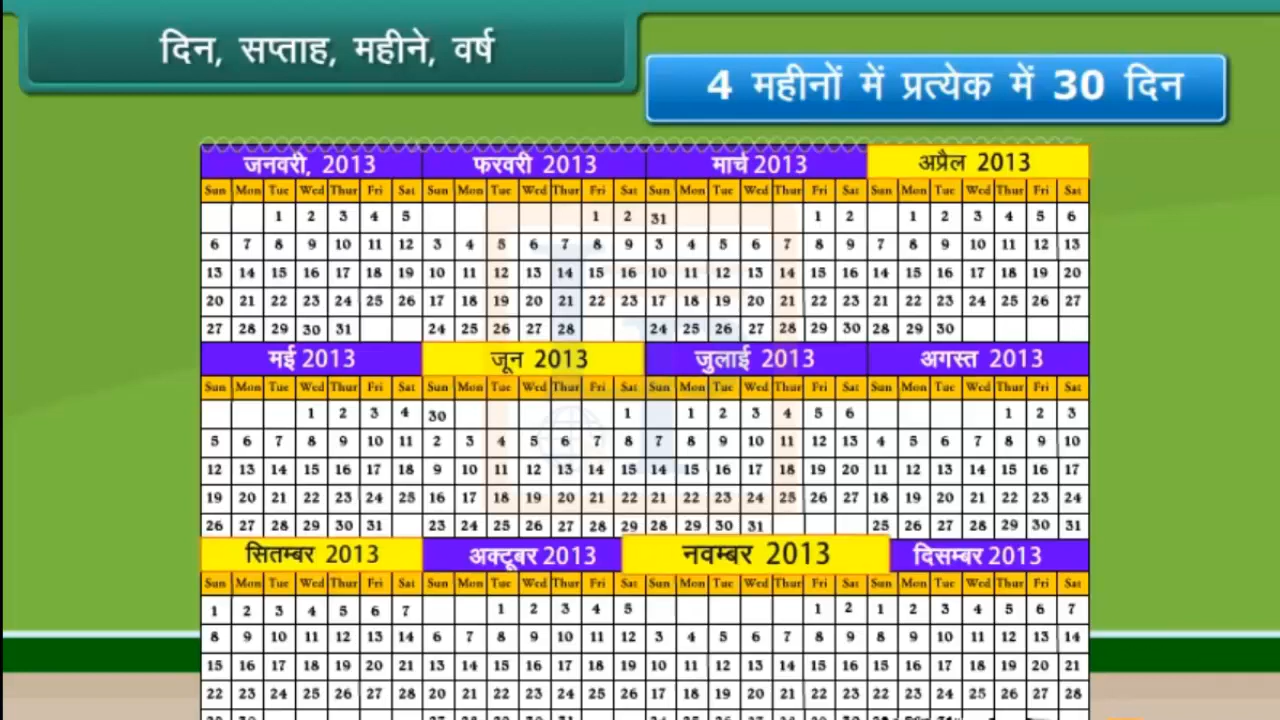 दिन, सप्ताह, महीने, वर्ष
4 महीनों में प्रत्येक में 30 दिन
जनवरी, 2013 फरवरी 2013 मार्च 2013 अप्रैल 2013
Sun Mon Tue Wed Thur Fri Sat Sun Mon Tue Wed Thur Fri Sat Sun Mon Tue Wed Thur Fri Sat Sun Mon Tue Wed Thur Fri Sat
1 2 3 4 5 1 2 31 1 2 1 2 3 4 5 6
6 7 8 9 10 11 12 3 4 5 6 7 8 9 3 4 5 6 7 8 9 7 8 9 10 11 12 13
13 14 15 16 17 18 19 10 11 12 13 14 15 16 10 11 12 13 14 15 16 14 15 16 17 18 19 20
20 21 22 23 24 25 26 17 18 19 20 21 22 23 17 18 19 20 21 22 23 21 22 23 24 25 26 27
27 28 29 30 31 24 25 26 27 28 24 25 26 27 28 29 30 28 29 30
मई 2013 जून 2013 जुलाई 2013 अगस्त 2013
Sun Mon Tue Wed Thur Fri Sat Sun Mon Tue Wed Thur Fri Sat Sun Mon Tue Wed Thur Fri Sat Sun Mon Tue Wed Thur Fri Sat
1 2 3 4 30 1 1 2 3 4 5 6 1 2 3
5 6 7 8 9 10 11 2 3 4 5 6 7 8 7 8 9 10 11 12 13 4 5 6 7 8 9 10
12 13 14 15 16 17 18 9 10 11 12 13 14 15 14 15 16 17 18 19 20 11 12 13 14 15 16 17
19 20 21 22 23 24 25 16 17 18 19 20 21 22 21 22 23 24 25 26 27 18 19 20 21 22 23 24
26 27 28 29 30 31 23 24 25 26 27 28 29 28 29 30 31 25 26 27 28 29 30 31
सितम्बर 2013 अक्टूबर 2013 नवम्बर 2013 दिसम्बर 2013
Sun Mon Tue Wed Thur Fri Sat Sun Mon Tue Wed Thur Fri Sat Sun Mon Tue Wed Thur Fri Sat Sun Mon Tue Wed Thur Fri Sat
1 2 3 4 5 6 7 1 2 3 4 5 1 2 1 2 3 4 5 6 7
8 9 10 11 12 13 14 6 7 8 9 10 11 12 3 4 5 6 7 8 9 8 9 10 11 12 13 14
15 16 17 18 19 20 21 13 14 15 16 17 18 19 10 11 12 13 14 15 16 15 16 17 18 19 20 21
22 23 24 25 26 27 28 20 21 22 23 24 25 26 17 18 19 20 21 22 23 22 23 24 25 26 27 28